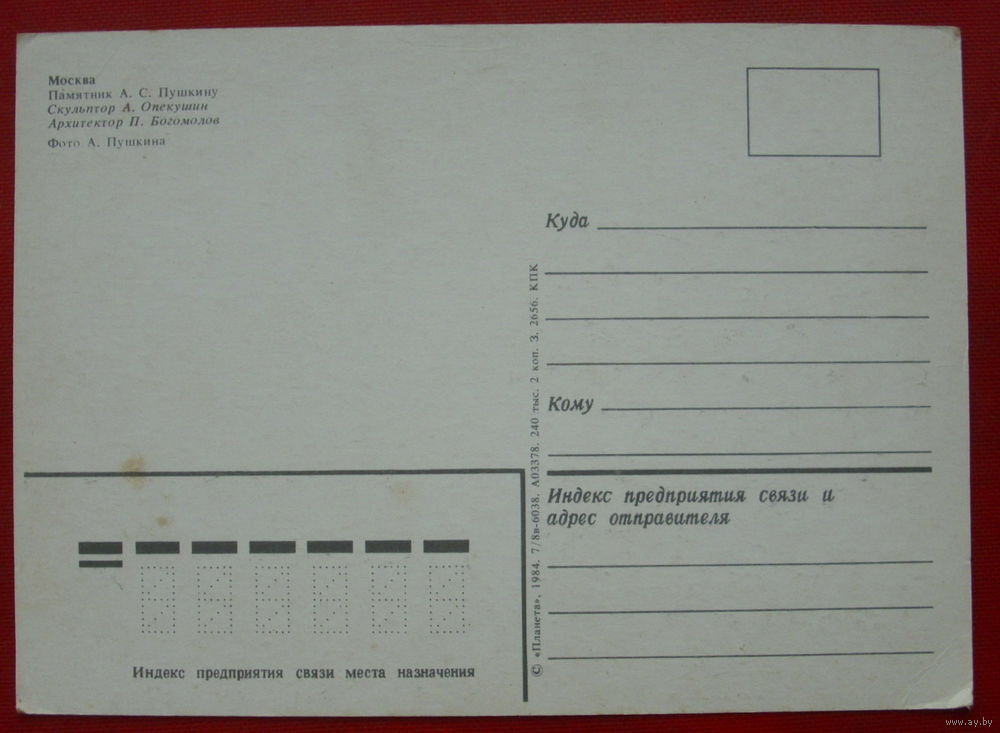 Москва
Памятник А. С. Пушкину
Скульптор А. Опекушин
Архитектор П. Богомолов
Фото А. Пушкина
Куда
Кому
Индекс предприятия связи и
адрес отправителя
© «Планета», 1984. 7/8в-6038. А03378. 240 тыс. 2 коп. З. 2656. КПК
Индекс предприятия связи места назначения
www.ay.by